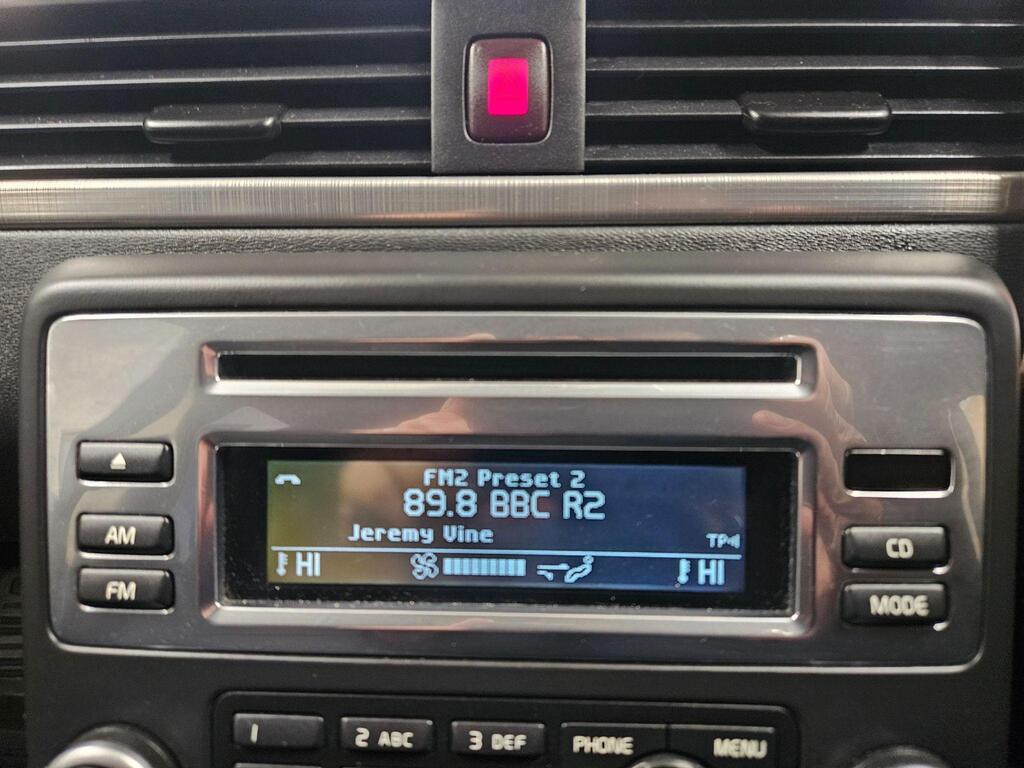 FM2 Preset 2
89.8 BBC R2
Jeremy Vine
TP
HI
HI
AM
FM
CD
MODE
1
2 ABC
3 DEF
PHONE
MENU